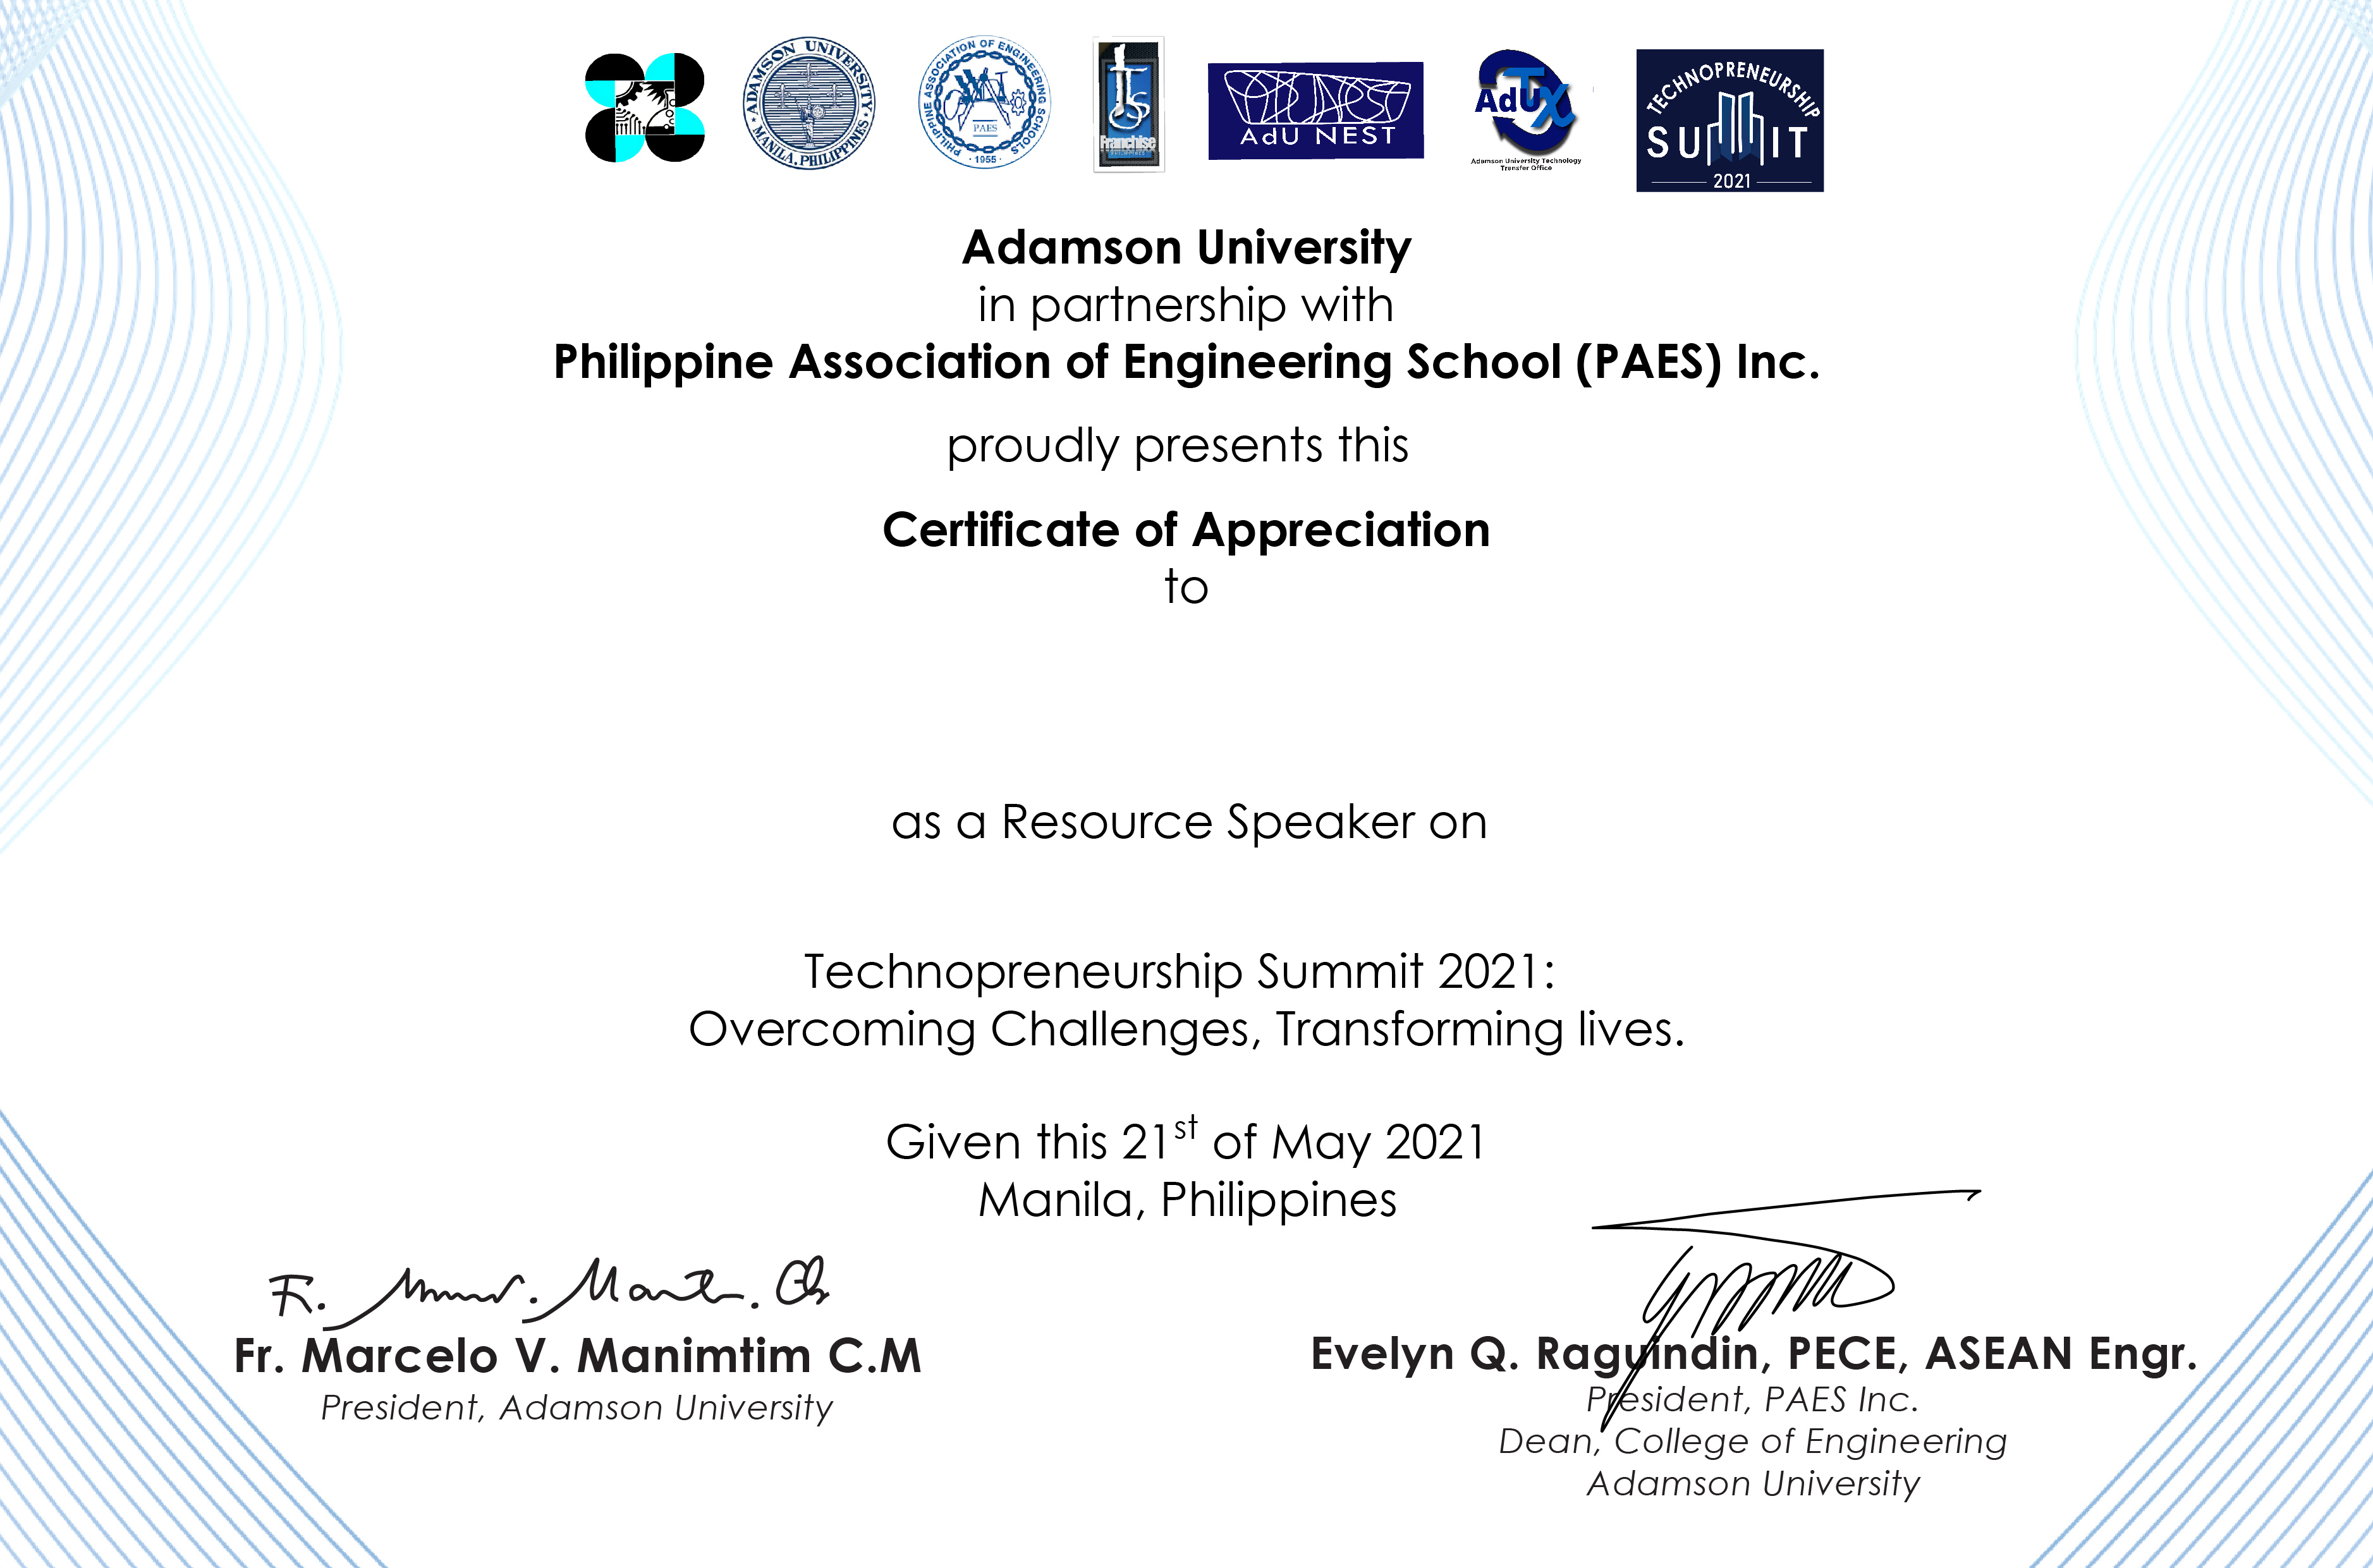 ADAMSON UNIVERSITY
MANILA, PHILIPPINES
PHILIPPINE ASSOCIATION OF ENGINEERING SCHOOLS
PAES
· 1955 ·
Franchise
AdU NEST
AdUX
Adamson University Technology
Transfer Office
TECHNOPRENEURSHIP
SUMMIT
2021
Adamson University
in partnership with
Philippine Association of Engineering School (PAES) Inc.
proudly presents this
Certificate of Appreciation
to
as a Resource Speaker on
Technopreneurship Summit 2021:
Overcoming Challenges, Transforming lives.
Given this 21st of May 2021
Manila, Philippines
Fr. Marcelo V. Manimtim C.M
President, Adamson University
Evelyn Q. Raguindin, PECE, ASEAN Engr.
President, PAES Inc.
Dean, College of Engineering
Adamson University